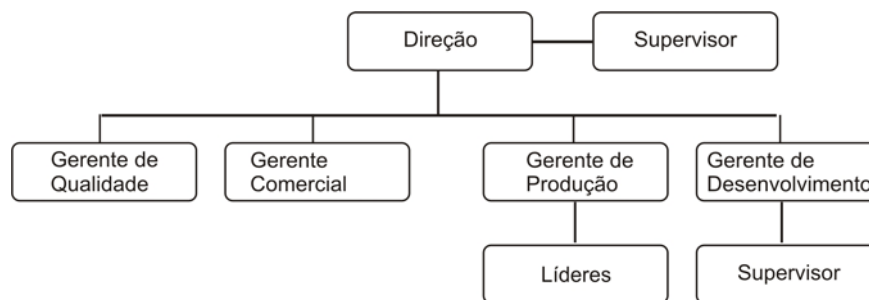 Direção
Supervisor
Gerente de
Qualidade
Gerente
Comercial
Gerente de
Produção
Gerente de
Desenvolvimento
Líderes
Supervisor